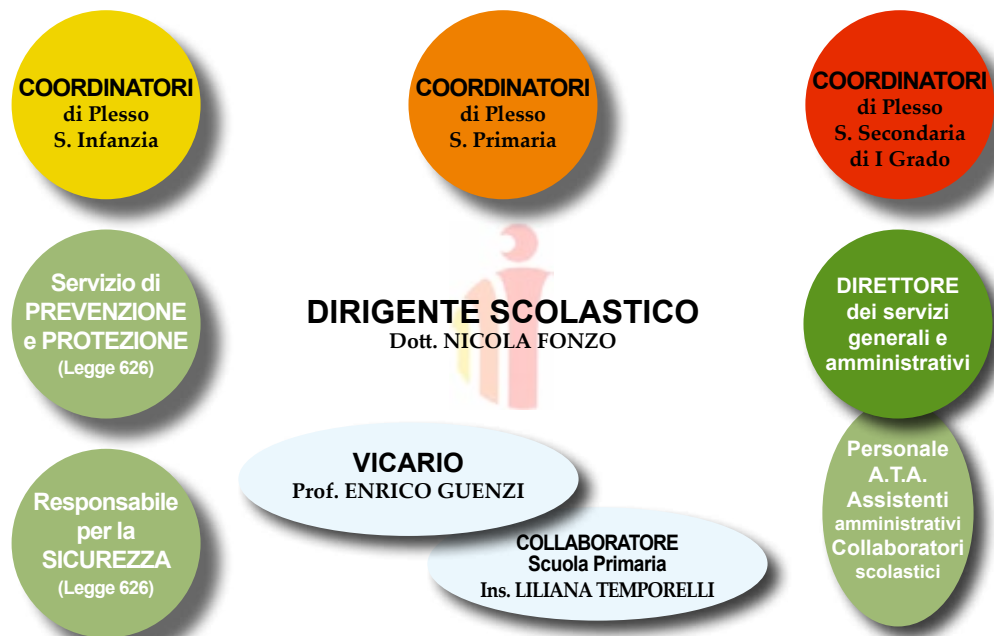 COORDINATORI
di Plesso
S. Infanzia
COORDINATORI
di Plesso
S. Primaria
COORDINATORI
di Plesso
S. Secondaria
di I Grado
Servizio di
PREVENZIONE
e PROTEZIONE
(Legge 626)
DIRIGENTE SCOLASTICO
Dott. NICOLA FONZO
DIRETTORE
dei servizi
generali e
amministrativi
VICARIO
Prof. ENRICO GUENZI
Responsabile
per la
SICUREZZA
(Legge 626)
COLLABORATORE
Scuola Primaria
Ins. LILIANA TEMPORELLI
Personale
A.T.A.
Assistenti
amministrativi
Collaboratori
scolastici